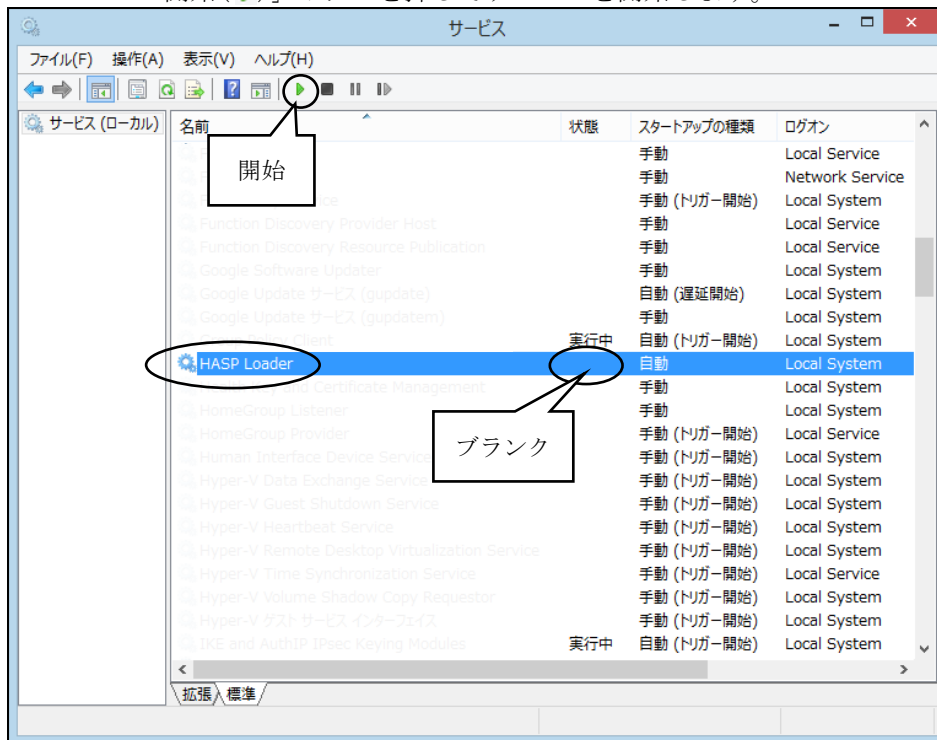 サービス
ファイル(F) 操作(A) 表示(V) ヘルプ(H)
サービス (ローカル)
名前 状態 スタートアップの種類 ログオン
開始
手動 Local Service
手動 Network Service
手動 (トリガー開始) Local System
Function Discovery Provider Host 手動 Local Service
Function Discovery Resource Publication 手動 Local Service
Google Software Updater 手動 Local System
Google Update サービス (gupdate) 自動 (遅延開始) Local System
Google Update サービス (gupdatem) 手動 Local System
Client 実行中 自動 (トリガー開始) Local System
HASP Loader 自動 Local System
Certificate Management 手動 Local System
HomeGroup Listener 手動 Local System
HomeGroup Provider 手動 (トリガー開始) Local Service
ブランク
Human Interface Device Service 手動 (トリガー開始) Local System
Hyper-V Data Exchange Service 手動 (トリガー開始) Local System
Hyper-V Guest Shutdown Service 手動 (トリガー開始) Local System
Hyper-V Heartbeat Service 手動 (トリガー開始) Local System
Hyper-V Remote Desktop Virtualization Service 手動 (トリガー開始) Local System
Hyper-V Time Synchronization Service 手動 (トリガー開始) Local Service
Hyper-V Volume Shadow Copy Requestor 手動 (トリガー開始) Local System
Hyper-V ゲスト サービス インターフェイス 手動 (トリガー開始) Local System
IKE and AuthIP IPsec Keying Modules 実行中 自動 (トリガー開始) Local System
拡張 標準